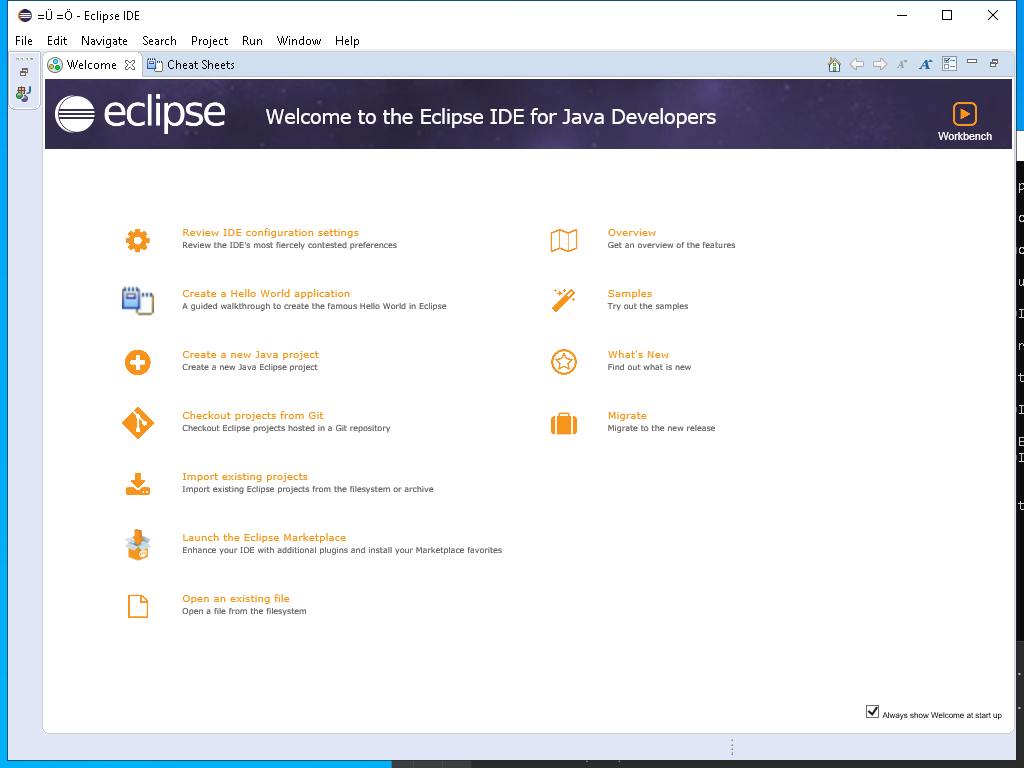 =Ü =Ö - Eclipse IDE
File Edit Navigate Search Project Run Window Help
Welcome Cheat Sheets
eclipse Welcome to the Eclipse IDE for Java Developers
Workbench
Review IDE configuration settings
Review the IDE's most fiercely contested preferences
Overview
Get an overview of the features
Create a Hello World application
A guided walkthrough to create the famous Hello World in Eclipse
Samples
Try out the samples
Create a new Java project
Create a new Java Eclipse project
What's New
Find out what is new
Checkout projects from Git
Checkout Eclipse projects hosted in a Git repository
Migrate
Migrate to the new release
Import existing projects
Import existing Eclipse projects from the filesystem or archive
Launch the Eclipse Marketplace
Enhance your IDE with additional plugins and install your Marketplace favorites
Open an existing file
Open a file from the filesystem
Always show Welcome at start up